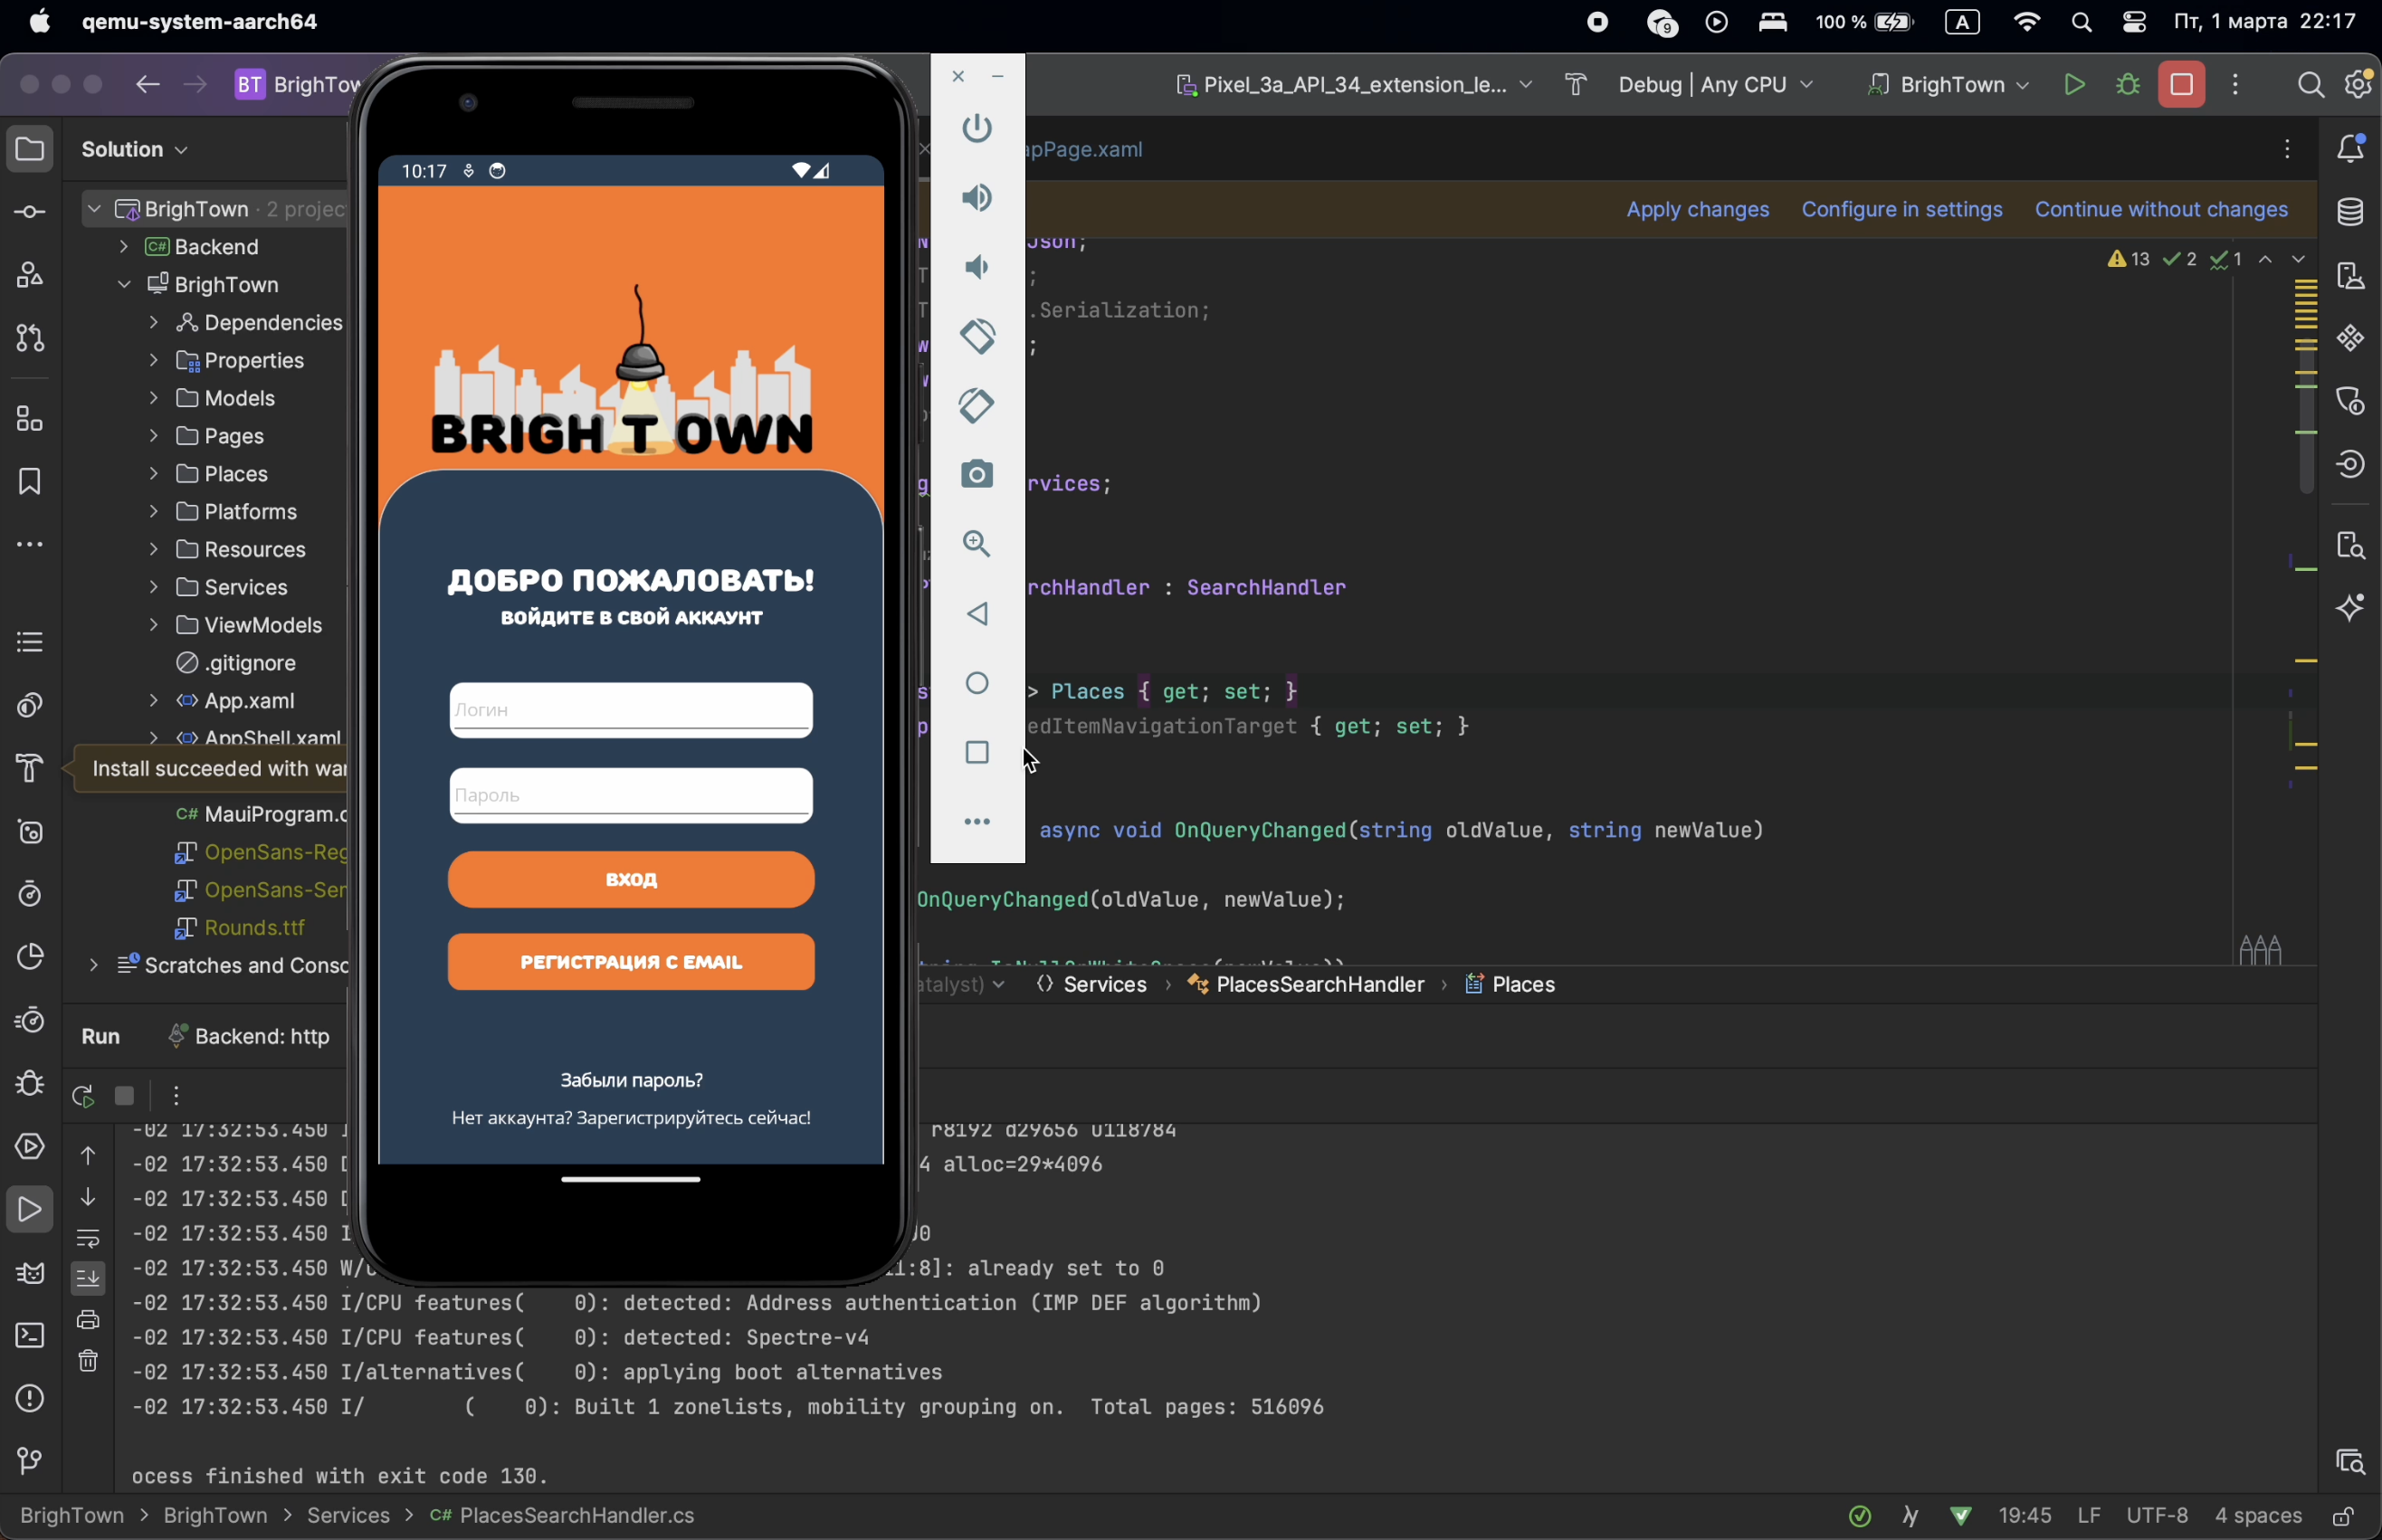 qemu-system-aarch64
9
100 %
A
Пт, 1 марта 22:17
BT BrighTow
Pixel_3a_API_34_extension_le...
Debug | Any CPU
BrighTown
Solution
apPage.xaml
BrighTown · 2 projec
Apply changes
Configure in settings
Continue without changes
Backend
BrighTown
Dependencies
Properties
Models
Pages
Places
Platforms
Resources
Services
ViewModels
.gitignore
App.xaml
AppShell.xaml
Install succeeded with war
C# MauiProgram.c
OpenSans-Reg
OpenSans-Ser
Rounds.ttf
Scratches and Consc
10:17
BRIGHTOWN
ДОБРО ПОЖАЛОВАТЬ!
ВОЙДИТЕ В СВОЙ АККАУНТ
Логин
Пароль
ВХОД
РЕГИСТРАЦИЯ С EMAIL
Забыли пароль?
Нет аккаунта? Зарегистрируйтесь сейчас!
13 2 1
Json;
;
.Serialization;
;
rvices;
rchHandler : SearchHandler
> Places { get; set; }
edItemNavigationTarget { get; set; }
async void OnQueryChanged(string oldValue, string newValue)
OnQueryChanged(oldValue, newValue);
atalyst)
Services › PlacesSearchHandler › Places
Run
Backend: http
-02 17:32:53.450 I r8192 d29656 u118784
-02 17:32:53.450 D 4 alloc=29*4096
-02 17:32:53.450 D
-02 17:32:53.450 I 00
-02 17:32:53.450 W/c 11:8]: already set to 0
-02 17:32:53.450 I/CPU features( 0): detected: Address authentication (IMP DEF algorithm)
-02 17:32:53.450 I/CPU features( 0): detected: Spectre-v4
-02 17:32:53.450 I/alternatives( 0): applying boot alternatives
-02 17:32:53.450 I/ ( 0): Built 1 zonelists, mobility grouping on. Total pages: 516096
ocess finished with exit code 130.
BrighTown > BrighTown > Services > C# PlacesSearchHandler.cs
19:45 LF UTF-8 4 spaces